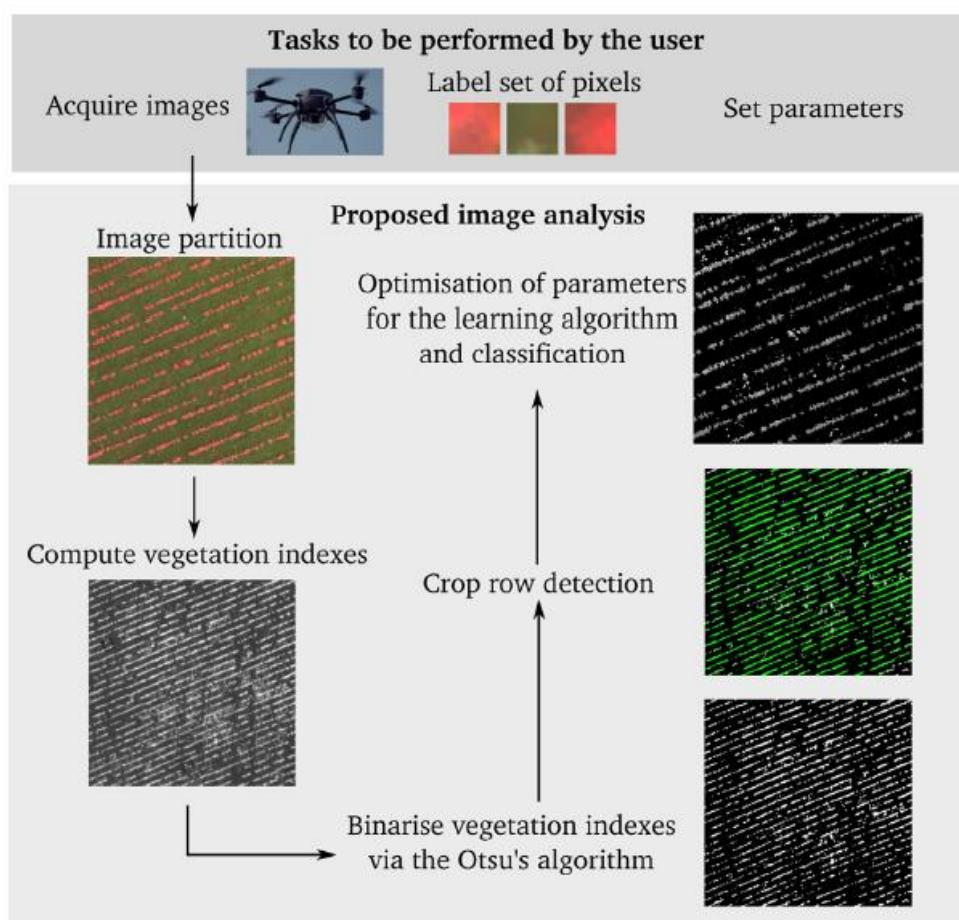 Tasks to be performed by the user
Acquire images
Label set of pixels
Set parameters
Proposed image analysis
Image partition
Optimisation of parameters
for the learning algorithm
and classification
Compute vegetation indexes
Crop row detection
Binarise vegetation indexes
via the Otsu's algorithm